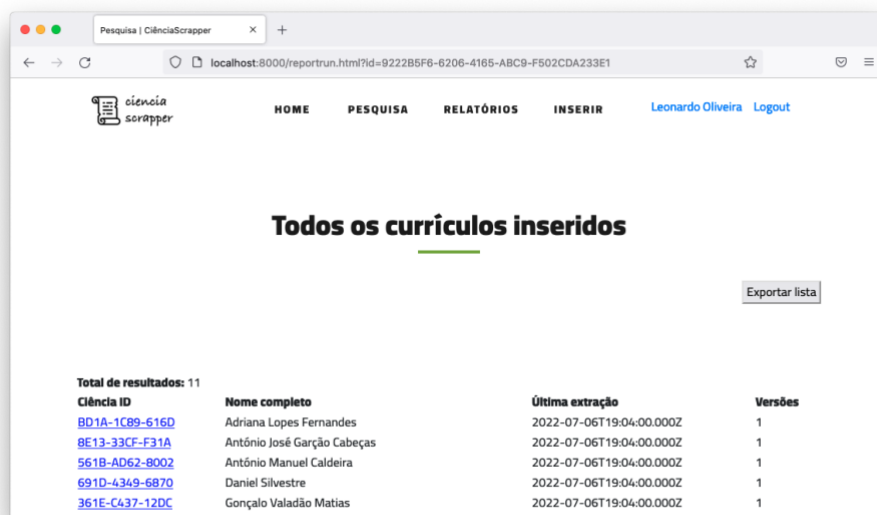 Pesquisa | CiênciaScrapper
localhost:8000/reportrun.html?id=9222B5F6-6206-4165-ABC9-F502CDA233E1
ciencia
scrapper
HOME PESQUISA RELATÓRIOS INSERIR Leonardo Oliveira Logout
Todos os currículos inseridos
Exportar lista
Total de resultados: 11
Ciência ID Nome completo Última extração Versões
BD1A-1C89-616D Adriana Lopes Fernandes 2022-07-06T19:04:00.000Z 1
8E13-33CF-F31A António José Garção Cabeças 2022-07-06T19:04:00.000Z 1
561B-AD62-8002 António Manuel Caldeira 2022-07-06T19:04:00.000Z 1
691D-4349-6870 Daniel Silvestre 2022-07-06T19:04:00.000Z 1
361E-C437-12DC Gonçalo Valadão Matias 2022-07-06T19:04:00.000Z 1